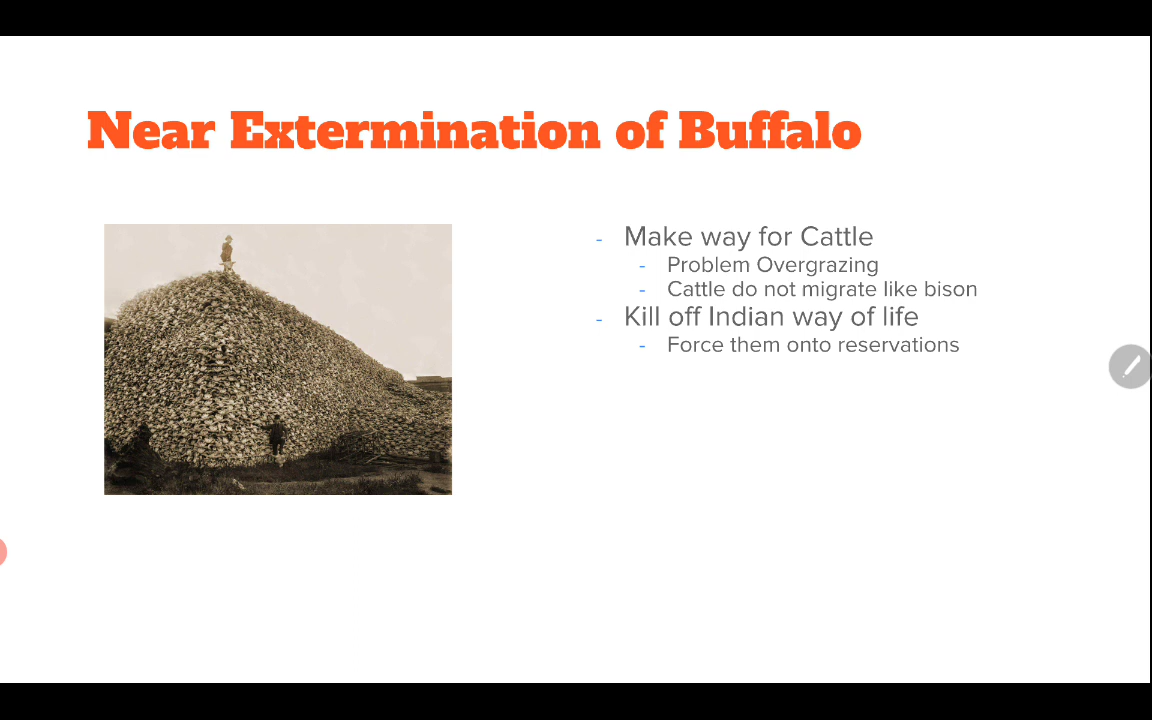 Near Extermination of Buffalo
- Make way for Cattle
- Problem Overgrazing
- Cattle do not migrate like bison
- Kill off Indian way of life
- Force them onto reservations